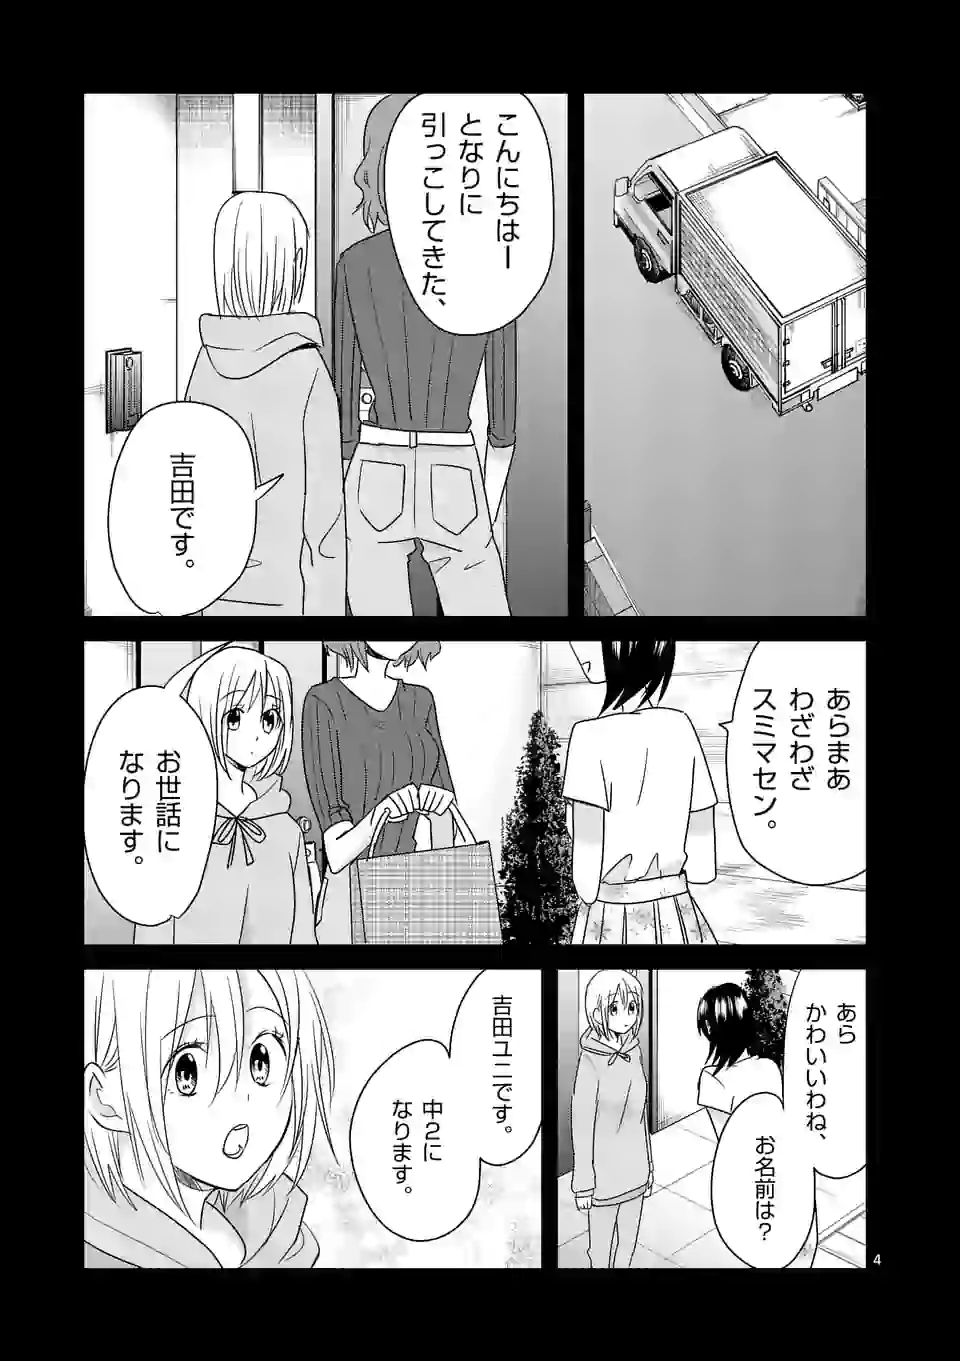 こんにちはー
となりに
引っこしてきた、
吉田です。
あらまあ
わざわざ
スミマセン。
お世話に
なります。
あら
かわいいわね、
お名前は？
吉田ユニです。
中２に
なります。
4